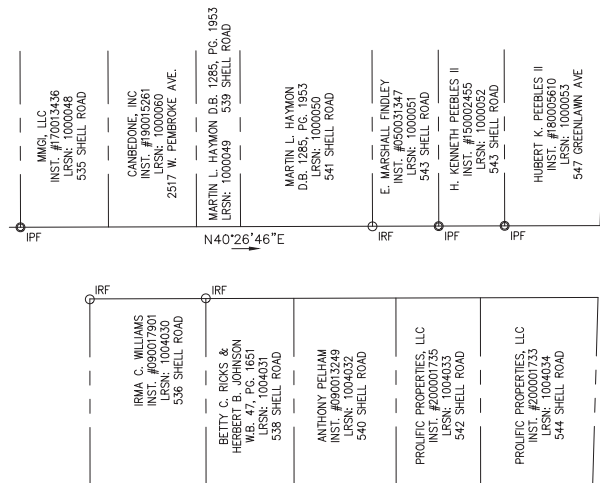 MMGI, LLC
INST. #170013436
LRSN: 1000048
535 SHELL ROAD
CANBEDONE, INC
INST. #190015261
LRSN: 1000060
2517 W. PEMBROKE AVE.
MARTIN L. HAYMON D.B. 1285, PG. 1953
LRSN: 1000049 539 SHELL ROAD
MARTIN L. HAYMON
D.B. 1285, PG. 1953
LRSN: 1000050
541 SHELL ROAD
E. MARSHALL FINDLEY
INST. #050031347
LRSN: 1000051
543 SHELL ROAD
H. KENNETH PEEBLES II
INST. #150002455
LRSN: 1000052
543 SHELL ROAD
HUBERT K. PEEBLES II
INST. #180005610
LRSN: 1000053
547 GREENLAWN AVE
IPF
N40°26'46"E
IRF
IPF
IPF
IRF
IRF
IRMA C. WILLIAMS
INST. #090017901
LRSN: 1004030
536 SHELL ROAD
BETTY C. RICKS &
HERBERT B. JOHNSON
W.B. 47, PG. 1651
LRSN: 1004031
538 SHELL ROAD
ANTHONY PELHAM
INST. #090013249
LRSN: 1004032
540 SHELL ROAD
PROLIFIC PROPERTIES, LLC
INST. #200001735
LRSN: 1004033
542 SHELL ROAD
PROLIFIC PROPERTIES, LLC
INST. #200001733
LRSN: 1004034
544 SHELL ROAD